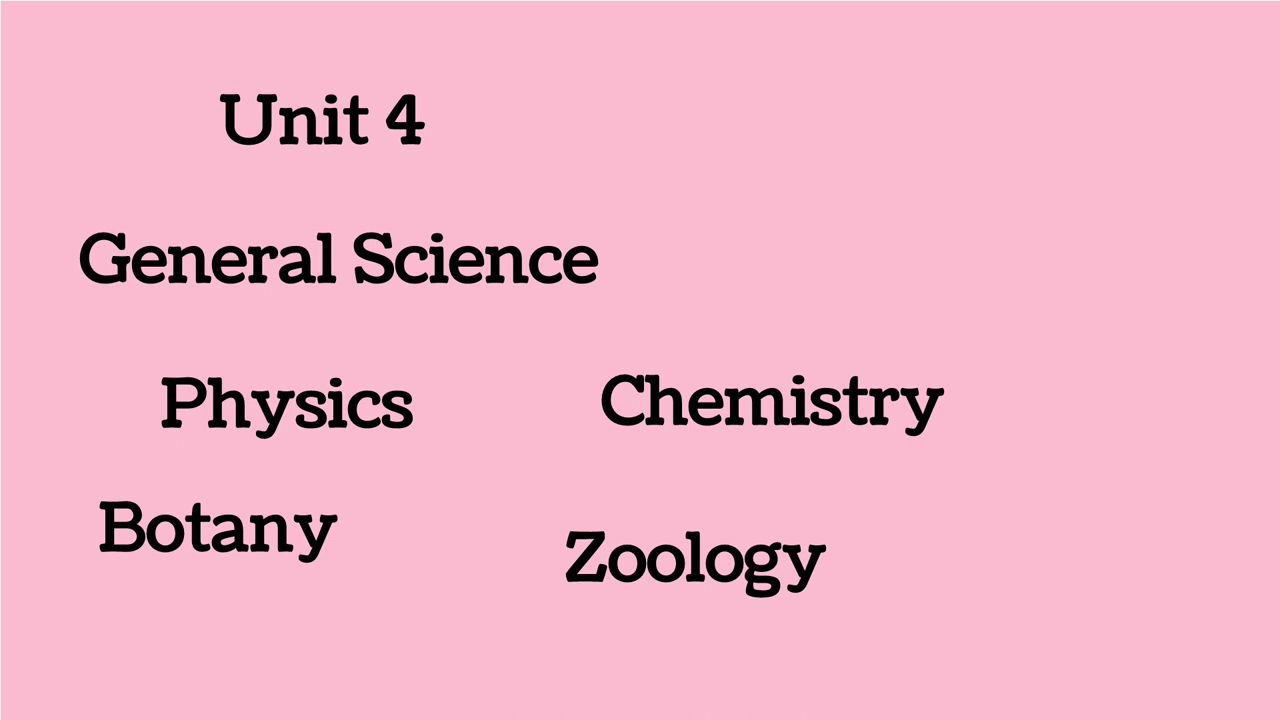 Unit 4
General Science
Physics
Chemistry
Botany
Zoology